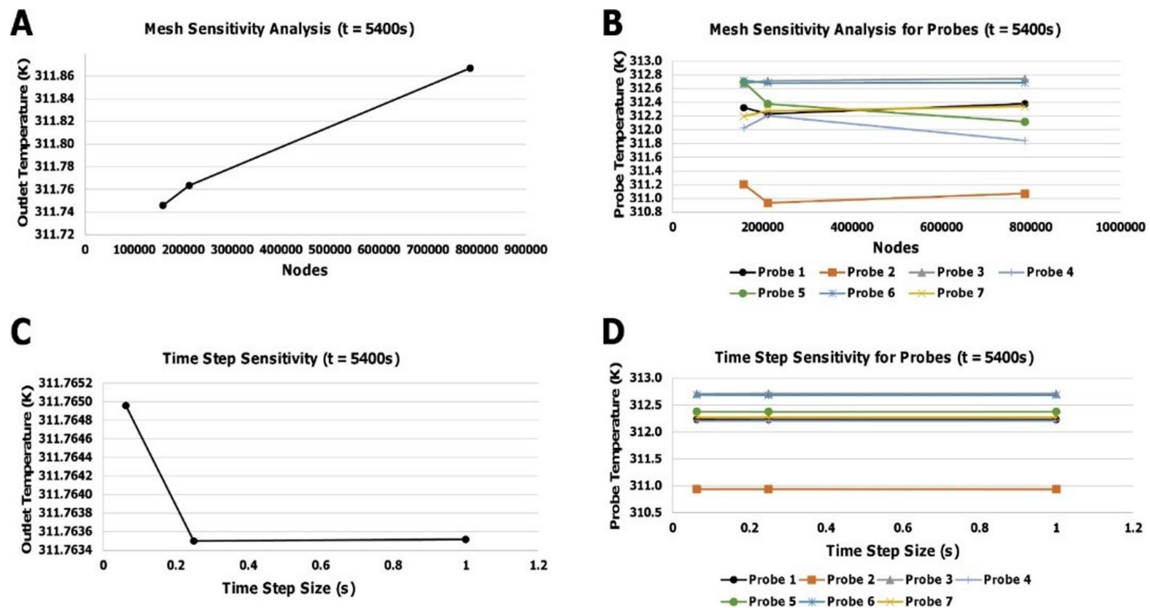 A
Mesh Sensitivity Analysis (t = 5400s)
Outlet Temperature (K)
311.86
311.84
311.82
311.80
311.78
311.76
311.74
311.72
0 100000 200000 300000 400000 500000 600000 700000 800000 900000
Nodes
B
Mesh Sensitivity Analysis for Probes (t = 5400s)
Probe Temperature (K)
313.0
312.8
312.6
312.4
312.2
312.0
311.8
311.6
311.4
311.2
311.0
310.8
0 200000 400000 600000 800000 1000000
Nodes
Probe 1 Probe 2 Probe 3 Probe 4
Probe 5 Probe 6 Probe 7
C
Time Step Sensitivity (t = 5400s)
Outlet Temperature (K)
311.7652
311.7650
311.7648
311.7646
311.7644
311.7642
311.7640
311.7638
311.7636
311.7634
0 0.2 0.4 0.6 0.8 1 1.2
Time Step Size (s)
D
Time Step Sensitivity for Probes (t = 5400s)
Probe Temperature (K)
313.0
312.5
312.0
311.5
311.0
310.5
0 0.2 0.4 0.6 0.8 1 1.2
Time Step Size (s)
Probe 1 Probe 2 Probe 3 Probe 4
Probe 5 Probe 6 Probe 7